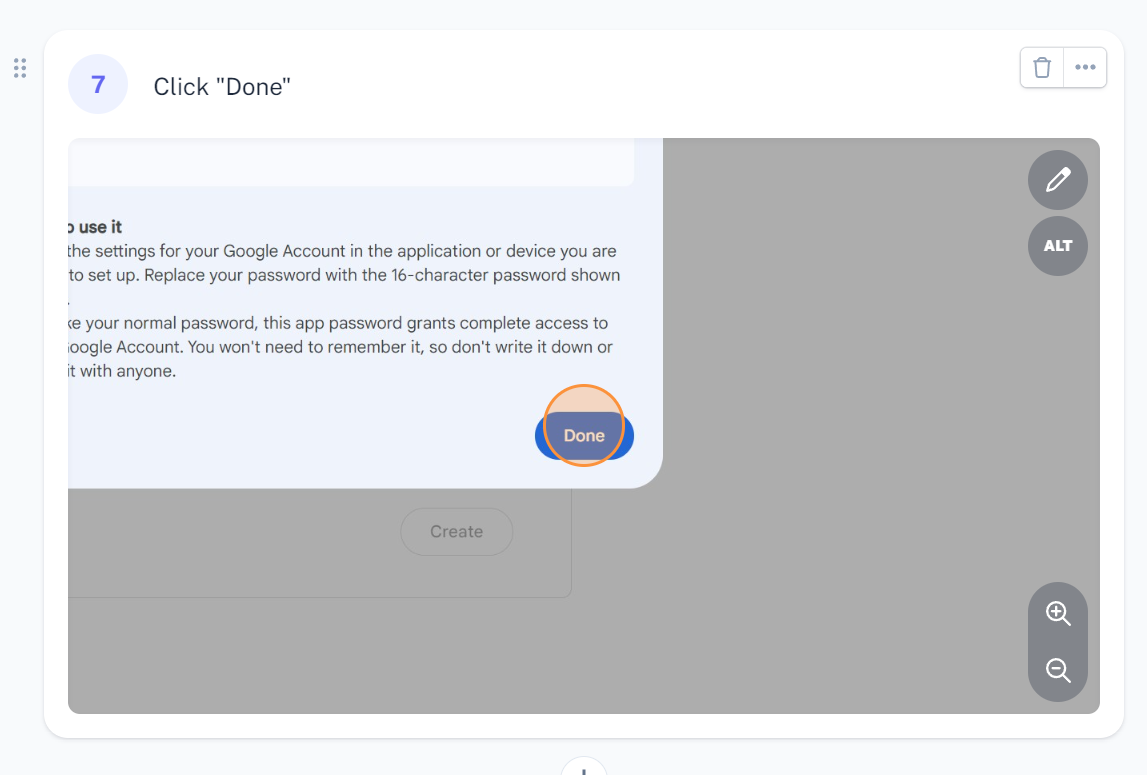 7
Click "Done"
ALT
o use it
the settings for your Google Account in the application or device you are
to set up. Replace your password with the 16-character password shown
.
ke your normal password, this app password grants complete access to
Google Account. You won't need to remember it, so don't write it down or
it with anyone.
Done
Create